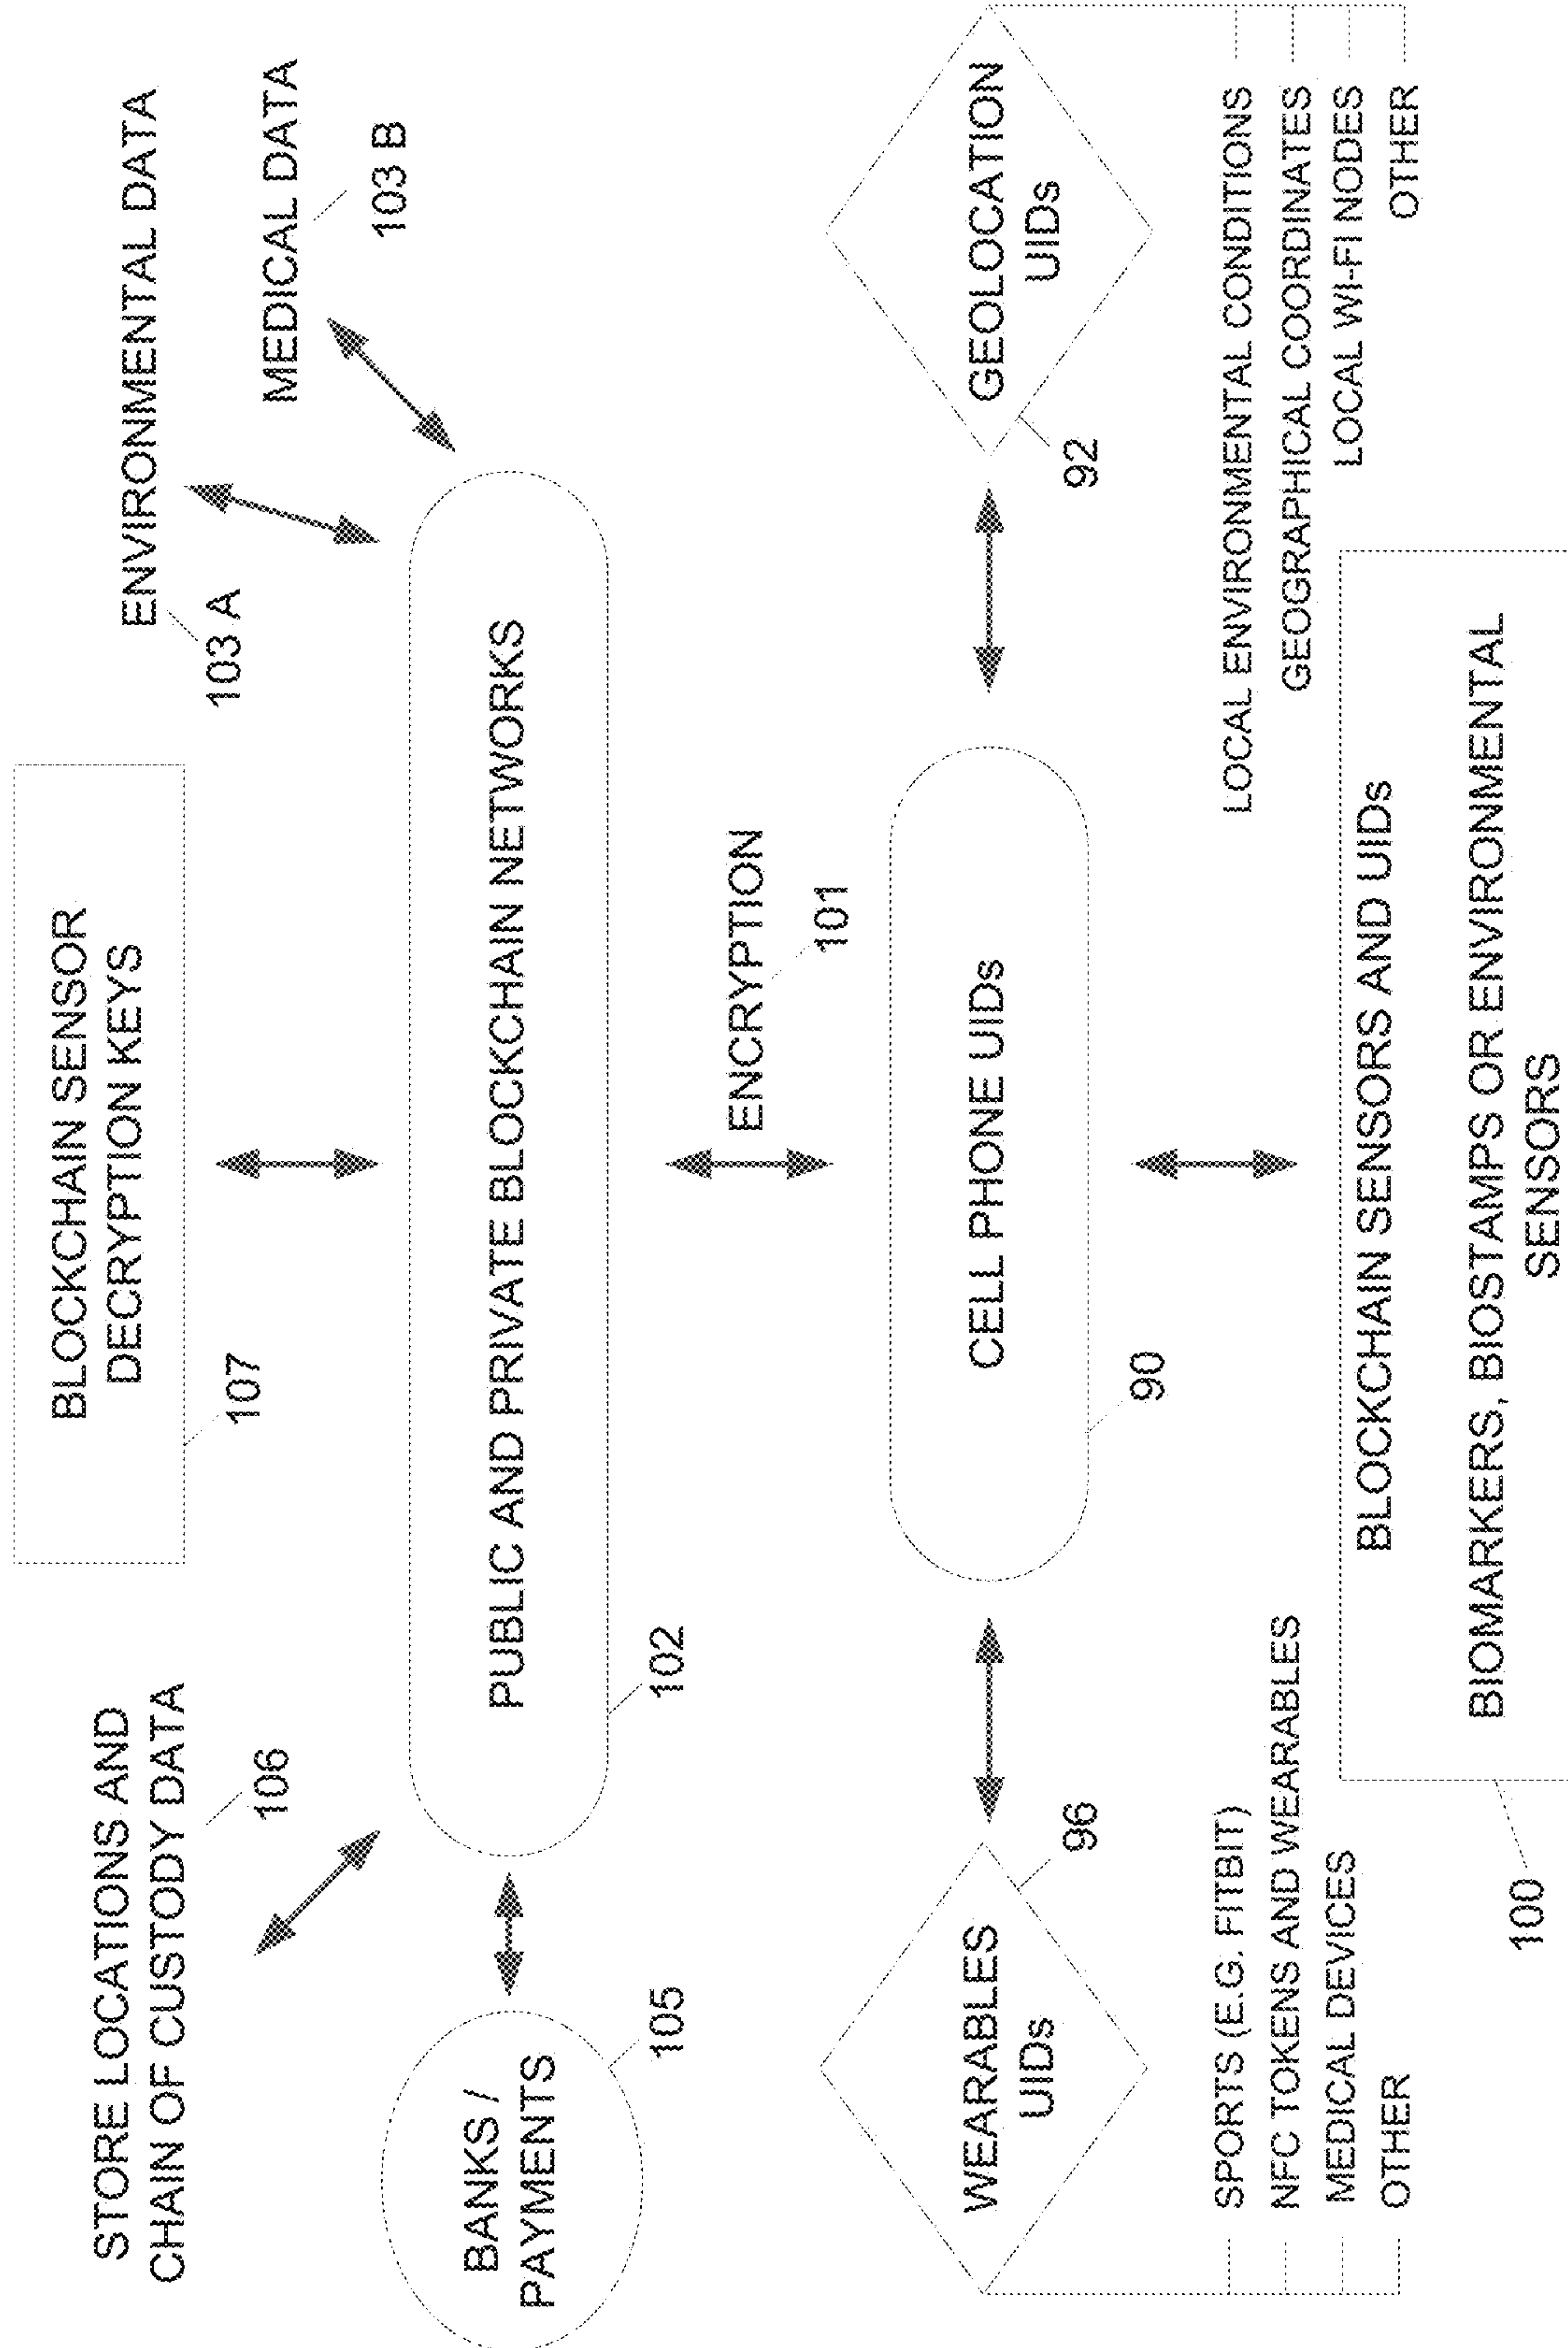 STORE LOCATIONS AND
CHAIN OF CUSTODY DATA
106
BLOCKCHAIN SENSOR
DECRYPTION KEYS
107
ENVIRONMENTAL DATA
103 A
MEDICAL DATA
103 B
BANKS /
PAYMENTS
105
PUBLIC AND PRIVATE BLOCKCHAIN NETWORKS
102
ENCRYPTION
101
WEARABLES
UIDs
96
CELL PHONE UIDs
90
GEOLOCATION
UIDs
92
SPORTS (E.G. FITBIT)
NFC TOKENS AND WEARABLES
MEDICAL DEVICES
OTHER
LOCAL ENVIRONMENTAL CONDITIONS
GEOGRAPHICAL COORDINATES
LOCAL WI-FI NODES
OTHER
BLOCKCHAIN SENSORS AND UIDs
BIOMARKERS, BIOSTAMPS OR ENVIRONMENTAL
SENSORS
100